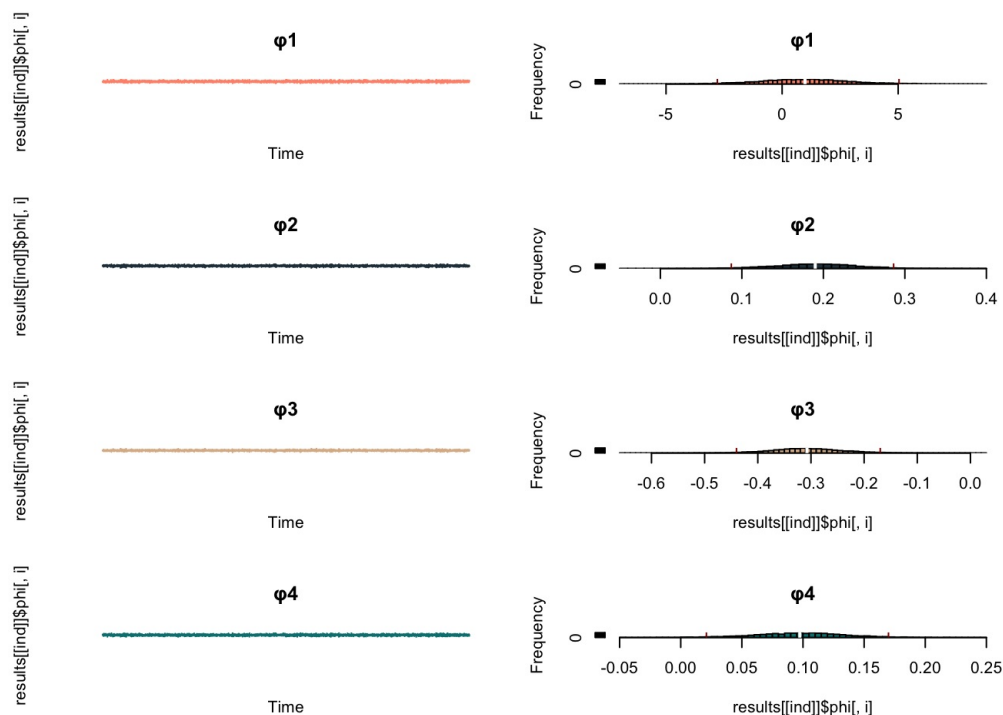 results[[ind]]$phi[, i]
φ1
Time
Frequency
0
φ1
-5 0 5
results[[ind]]$phi[, i]
results[[ind]]$phi[, i]
φ2
Time
Frequency
0
φ2
0.0 0.1 0.2 0.3 0.4
results[[ind]]$phi[, i]
results[[ind]]$phi[, i]
φ3
Time
Frequency
0
φ3
-0.6 -0.5 -0.4 -0.3 -0.2 -0.1 0.0
results[[ind]]$phi[, i]
results[[ind]]$phi[, i]
φ4
Time
Frequency
0
φ4
-0.05 0.00 0.05 0.10 0.15 0.20 0.25
results[[ind]]$phi[, i]